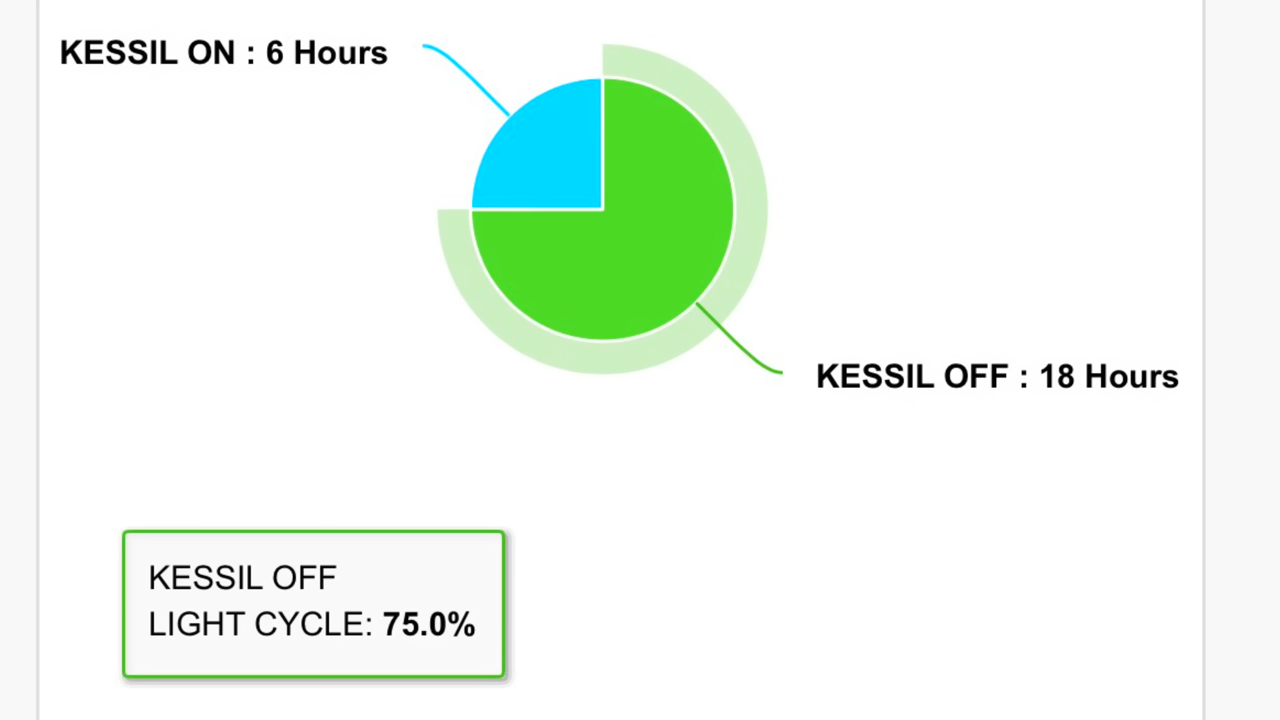 KESSIL ON : 6 Hours
KESSIL OFF : 18 Hours
KESSIL OFF
LIGHT CYCLE: 75.0%